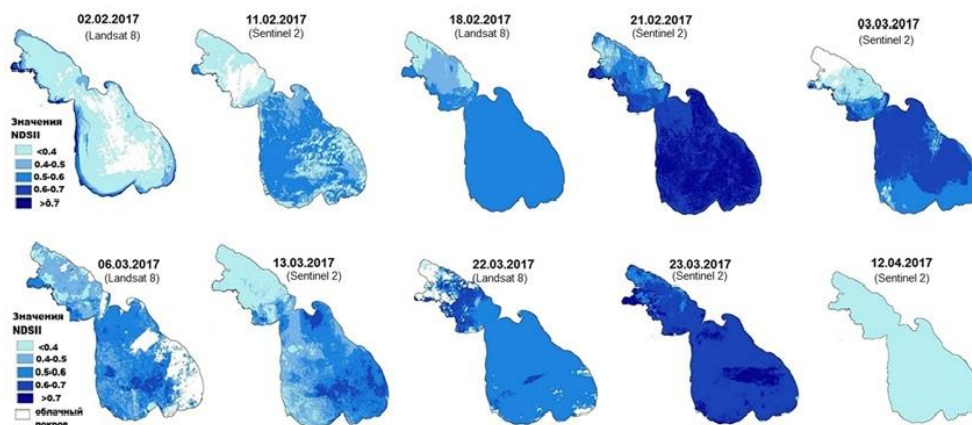 02.02.2017
(Landsat 8)
11.02.2017
(Sentinel 2)
18.02.2017
(Landsat 8)
21.02.2017
(Sentinel 2)
03.03.2017
(Sentinel 2)
Значения
NDSII
<0.4
0.4-0.5
0.5-0.6
0.6-0.7
>0.7
06.03.2017
(Landsat 8)
13.03.2017
(Sentinel 2)
22.03.2017
(Landsat 8)
23.03.2017
(Sentinel 2)
12.04.2017
(Sentinel 2)
Значения
NDSII
<0.4
0.4-0.5
0.5-0.6
0.6-0.7
>0.7
облачный
покров